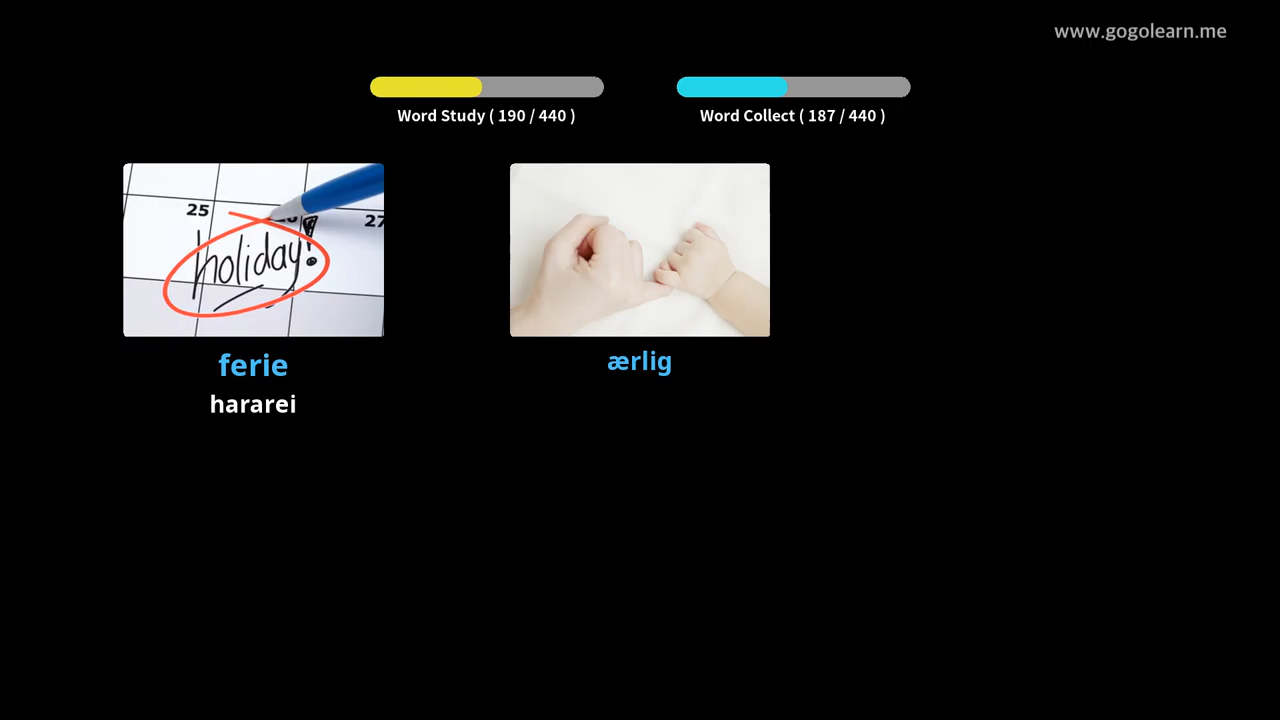 www.gogolearn.me
Word Study ( 190 / 440 )
Word Collect ( 187 / 440 )
25
27
holiday!
ferie
hararei
ærlig